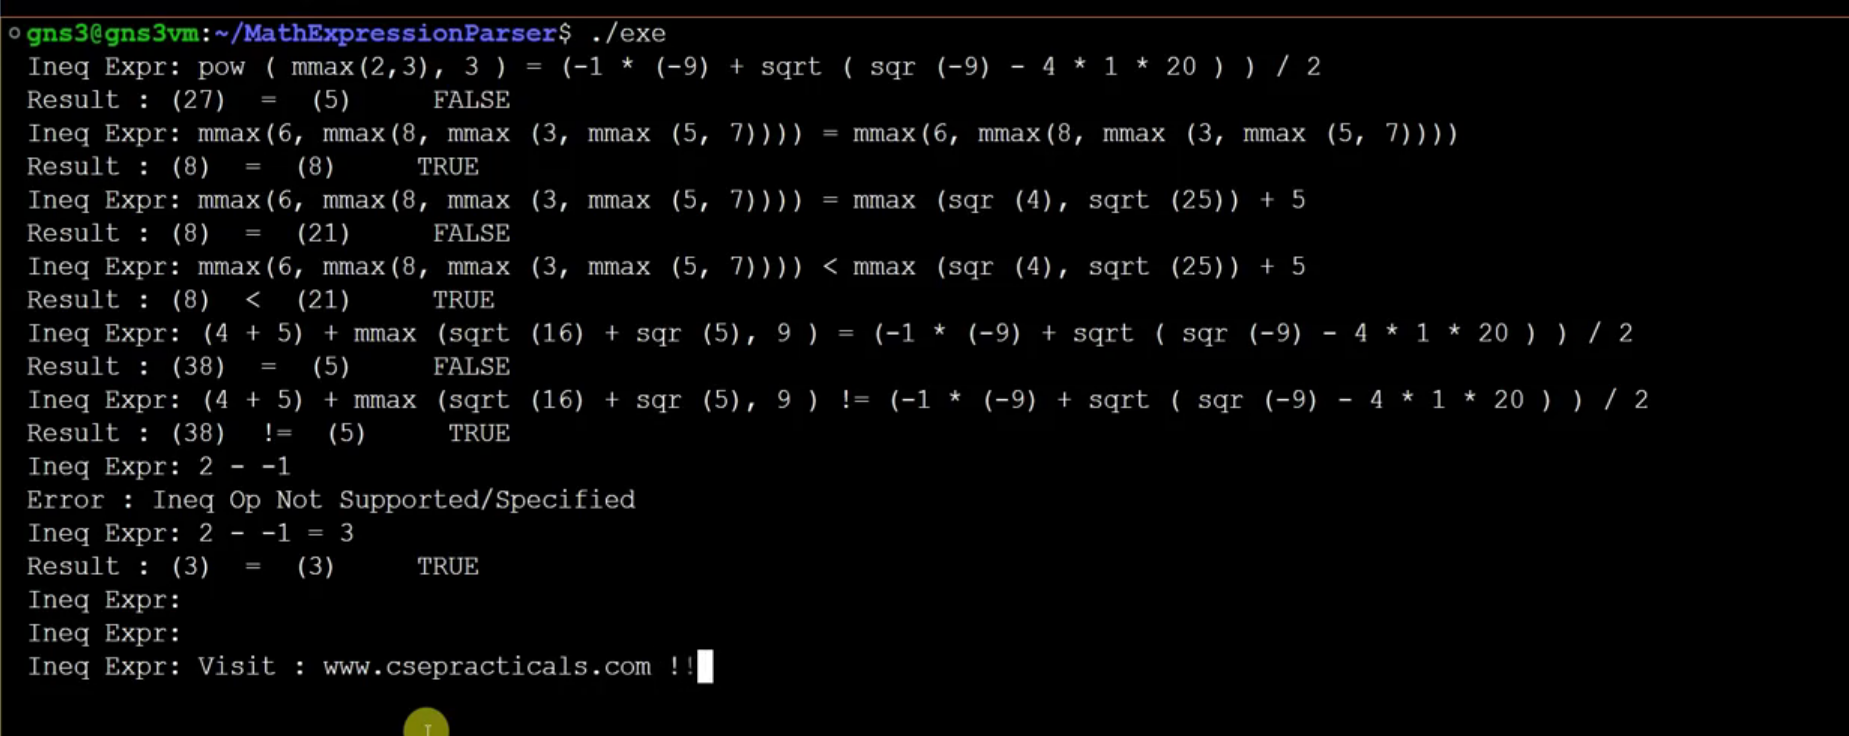 gns3@gns3vm:~/MathExpressionParser$ ./exe
Ineq Expr: pow ( mmax(2,3), 3 ) = (-1 * (-9) + sqrt ( sqr (-9) - 4 * 1 * 20 ) ) / 2
Result : (27)  =  (5)     FALSE
Ineq Expr: mmax(6, mmax(8, mmax (3, mmax (5, 7)))) = mmax(6, mmax(8, mmax (3, mmax (5, 7))))
Result : (8)  =  (8)     TRUE
Ineq Expr: mmax(6, mmax(8, mmax (3, mmax (5, 7)))) = mmax (sqr (4), sqrt (25)) + 5
Result : (8)  =  (21)     FALSE
Ineq Expr: mmax(6, mmax(8, mmax (3, mmax (5, 7)))) < mmax (sqr (4), sqrt (25)) + 5
Result : (8)  <  (21)     TRUE
Ineq Expr: (4 + 5) + mmax (sqrt (16) + sqr (5), 9 ) = (-1 * (-9) + sqrt ( sqr (-9) - 4 * 1 * 20 ) ) / 2
Result : (38)  =  (5)     FALSE
Ineq Expr: (4 + 5) + mmax (sqrt (16) + sqr (5), 9 ) != (-1 * (-9) + sqrt ( sqr (-9) - 4 * 1 * 20 ) ) / 2
Result : (38)  !=  (5)     TRUE
Ineq Expr: 2 - -1
Error : Ineq Op Not Supported/Specified
Ineq Expr: 2 - -1 = 3
Result : (3)  =  (3)     TRUE
Ineq Expr:
Ineq Expr:
Ineq Expr: Visit : www.csepracticals.com !!